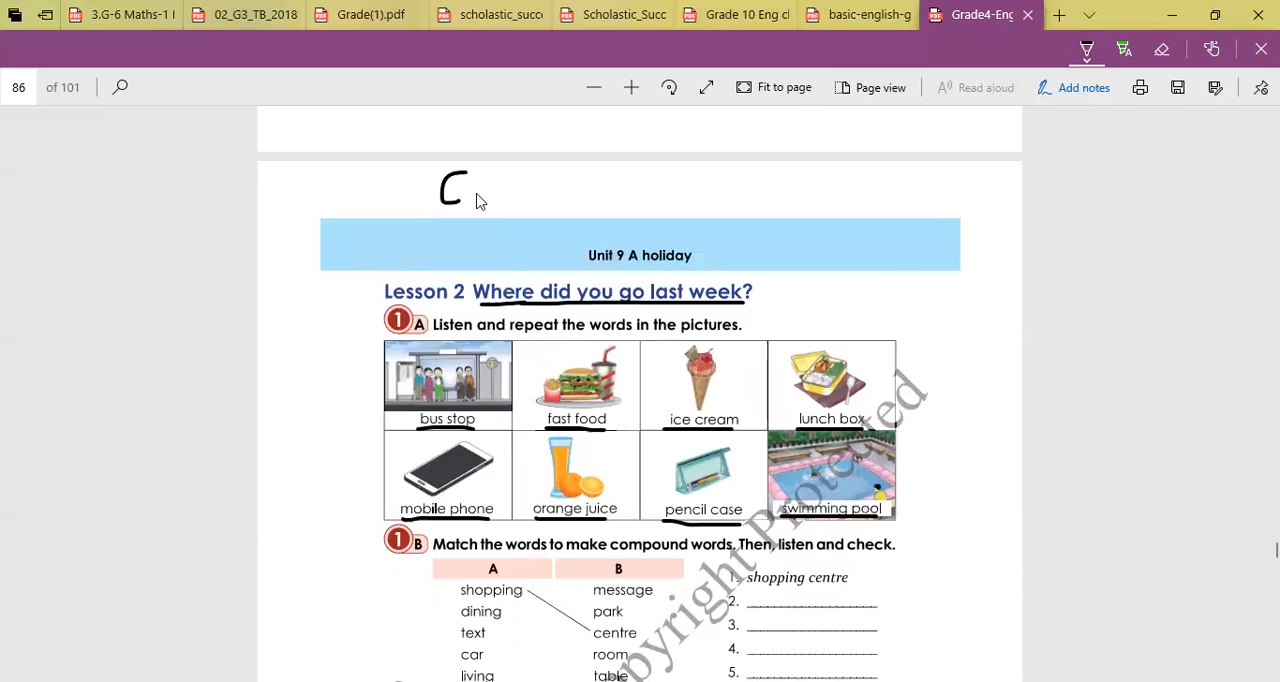 3.G-6 Maths-1 I
02_G3_TB_2018
Grade(1).pdf
scholastic_succ
Scholastic_Succ
Grade 10 Eng cl
basic-english-g
Grade4-Eng
86 of 101
Fit to page
Page view
Read aloud
Add notes
C
Unit 9 A holiday
Lesson 2 Where did you go last week?
1 A Listen and repeat the words in the pictures.
bus stop fast food ice cream lunch box
mobile phone orange juice pencil case swimming pool
1 B Match the words to make compound words. Then, listen and check.
A B
shopping message 1. shopping centre
dining park 2.
text centre 3.
car room 4.
living table 5.
opyright Protected